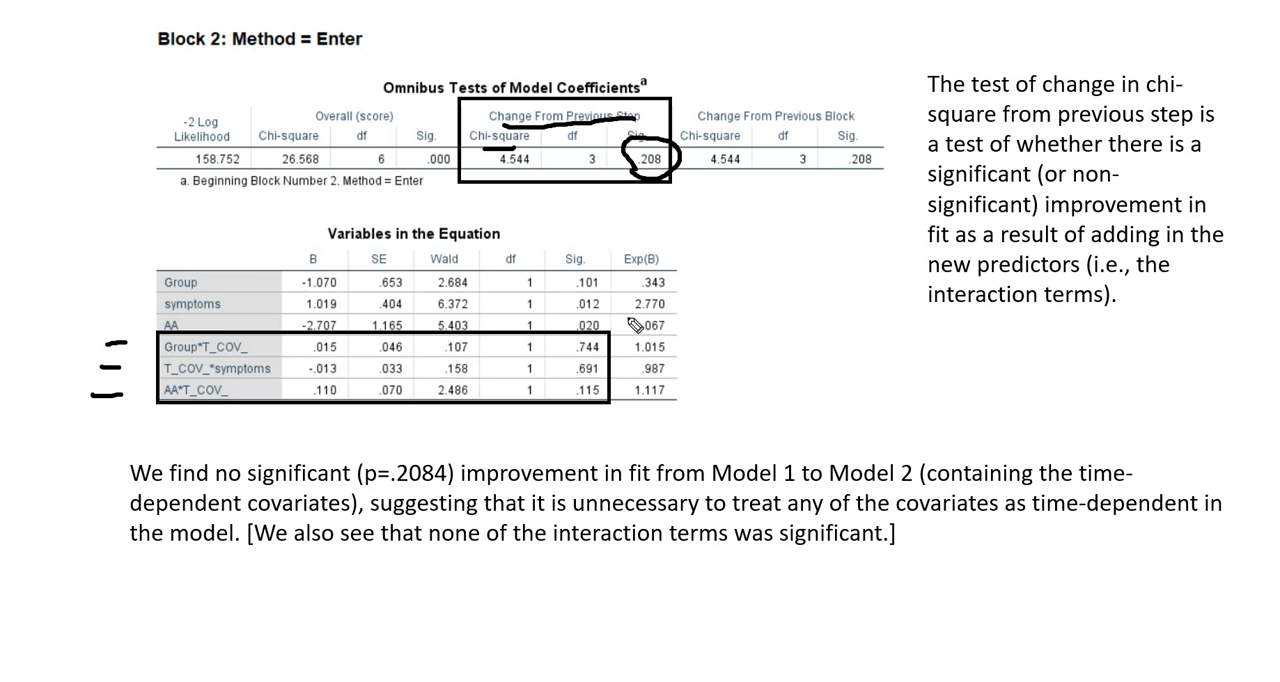 Block 2: Method = Enter
Omnibus Tests of Model Coefficientsa
-2 Log Likelihood Overall (score) Change From Previous Step Change From Previous Block
Chi-square df Sig. Chi-square df Sig. Chi-square df Sig.
158.752 26.568 6 .000 4.544 3 .208 4.544 3 .208
a. Beginning Block Number 2. Method = Enter
The test of change in chi-
square from previous step is
a test of whether there is a
significant (or non-
significant) improvement in
fit as a result of adding in the
new predictors (i.e., the
interaction terms).
Variables in the Equation
B SE Wald df Sig. Exp(B)
Group -1.070 .653 2.684 1 .101 .343
symptoms 1.019 .404 6.372 1 .012 2.770
AA -2.707 1.165 5.403 1 .020 .067
Group*T_COV_ .015 .046 .107 1 .744 1.015
T_COV_*symptoms -.013 .033 .158 1 .691 .987
AA*T_COV_ .110 .070 2.486 1 .115 1.117
We find no significant (p=.2084) improvement in fit from Model 1 to Model 2 (containing the time-
dependent covariates), suggesting that it is unnecessary to treat any of the covariates as time-dependent in
the model. [We also see that none of the interaction terms was significant.]